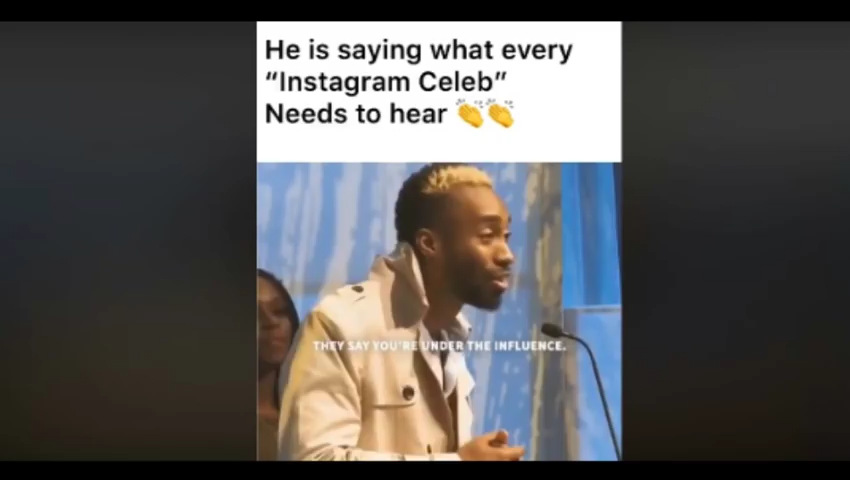 He is saying what every
“Instagram Celeb”
Needs to hear 👏👏
THEY SAY YOU'RE UNDER THE INFLUENCE.